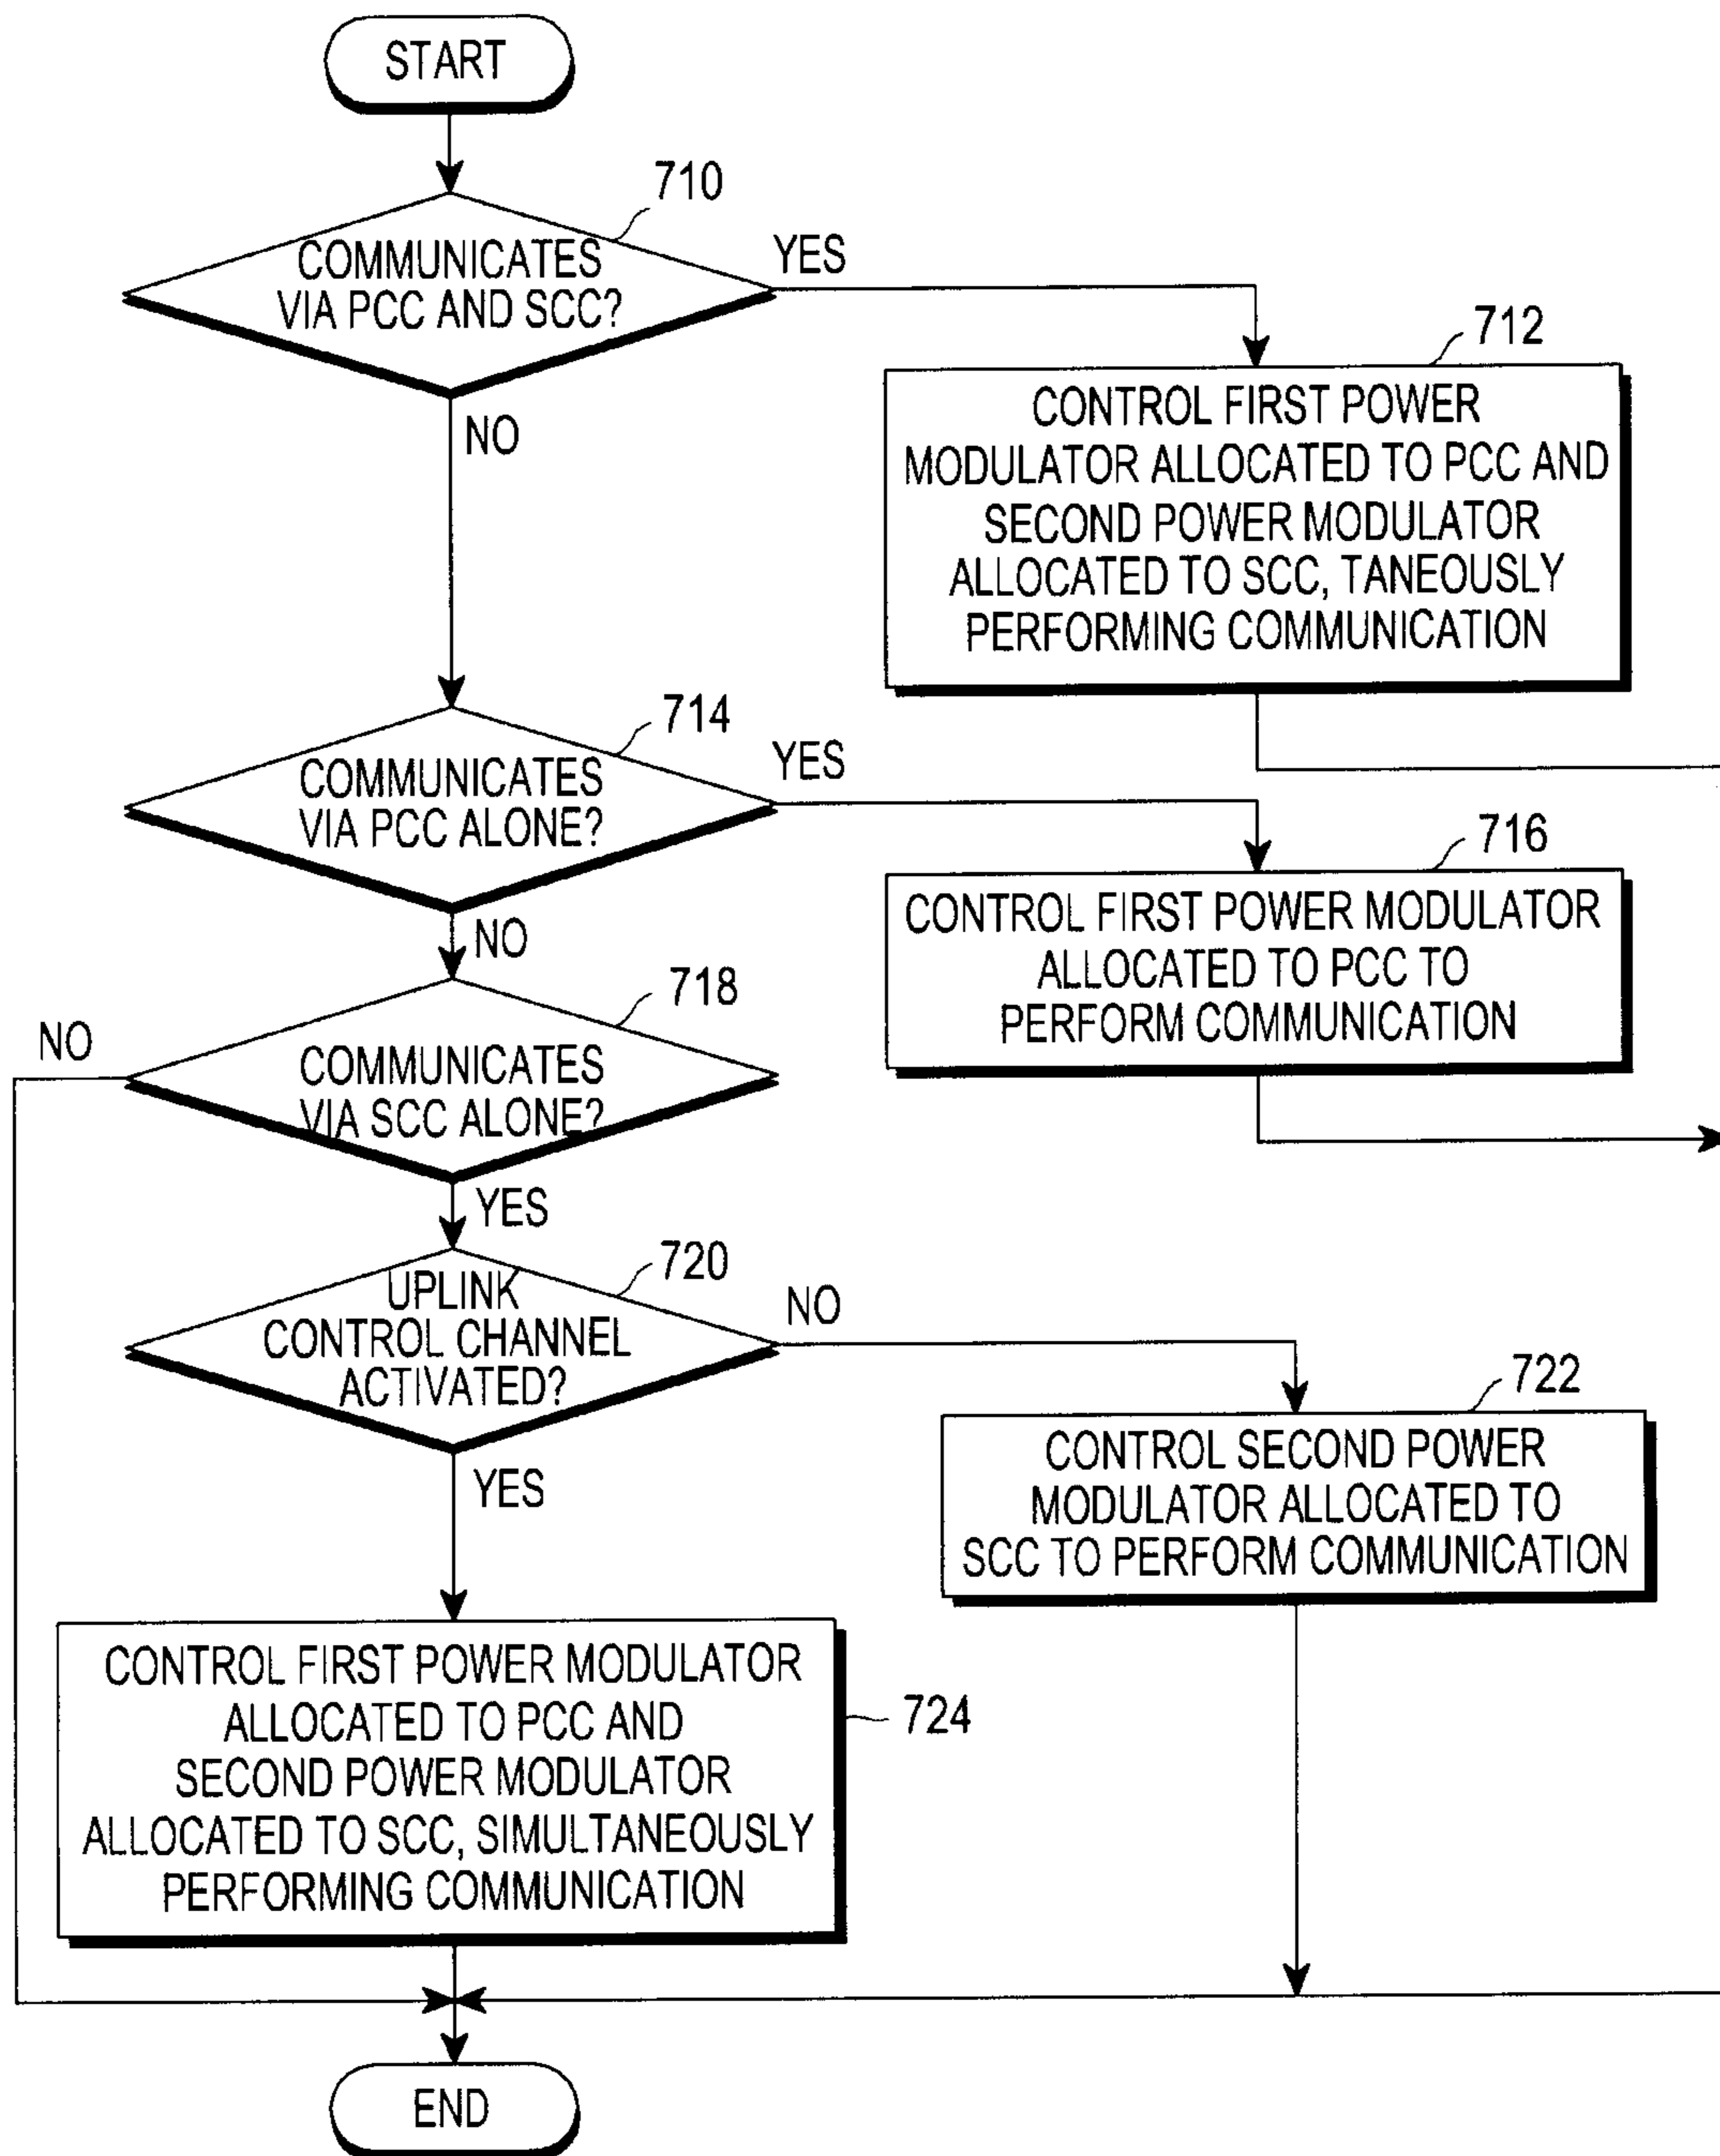 START
710
COMMUNICATES
VIA PCC AND SCC?
YES
NO
712
CONTROL FIRST POWER
MODULATOR ALLOCATED TO PCC AND
SECOND POWER MODULATOR
ALLOCATED TO SCC, TANEOUSLY
PERFORMING COMMUNICATION
714
COMMUNICATES
VIA PCC ALONE?
YES
NO
716
CONTROL FIRST POWER MODULATOR
ALLOCATED TO PCC TO
PERFORM COMMUNICATION
718
NO
COMMUNICATES
VIA SCC ALONE?
YES
720
UPLINK
CONTROL CHANNEL
ACTIVATED?
NO
YES
722
CONTROL SECOND POWER
MODULATOR ALLOCATED TO
SCC TO PERFORM COMMUNICATION
CONTROL FIRST POWER MODULATOR
ALLOCATED TO PCC AND
SECOND POWER MODULATOR
ALLOCATED TO SCC, SIMULTANEOUSLY
PERFORMING COMMUNICATION
724
END